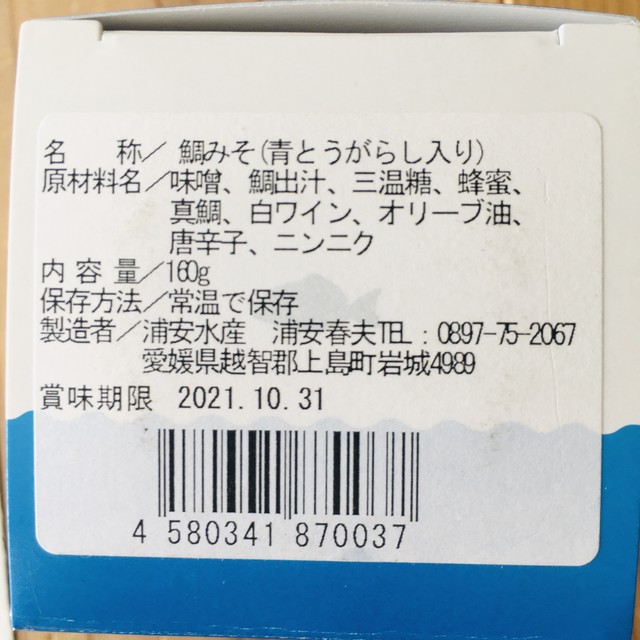 名　称／ 鯛みそ(青とうがらし入り)
原材料名／味噌、鯛出汁、三温糖、蜂蜜、
真鯛、白ワイン、オリーブ油、
唐辛子、ニンニク
内容量／160g
保存方法／常温で保存
製造者／浦安水産　浦安春夫TEL：0897-75-2067
愛媛県越智郡上島町岩城4989
賞味期限　2021.10.31
4 580341 870037